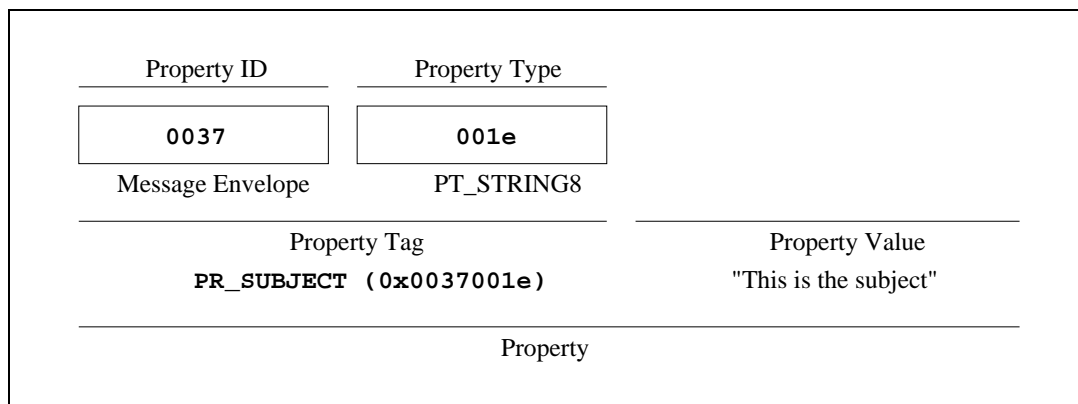 Property ID Property Type
0037 001e
Message Envelope PT_STRING8
Property Tag Property Value
PR_SUBJECT (0x0037001e) "This is the subject"
Property